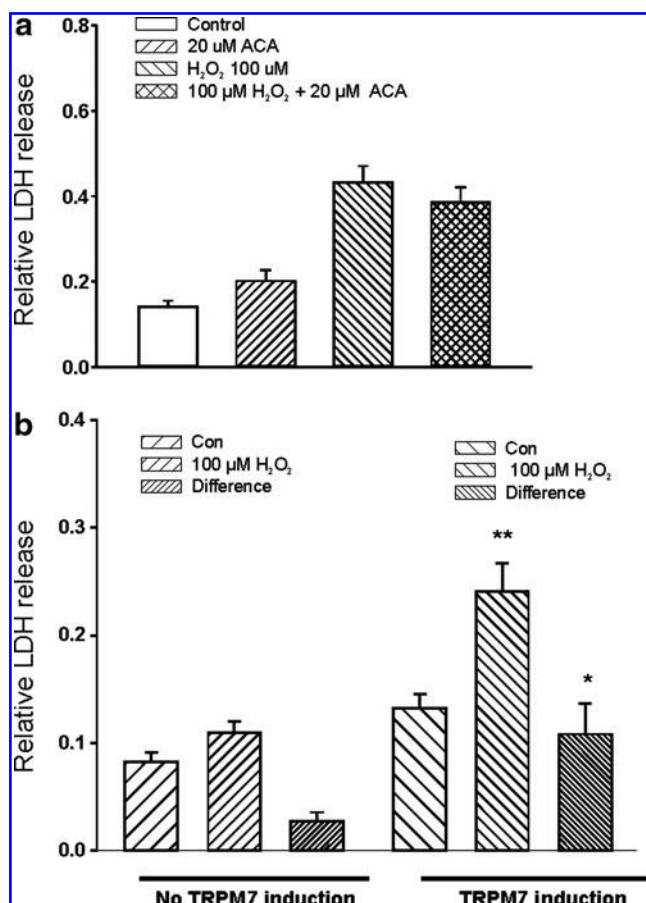 a
Control
20 uM ACA
H₂O₂ 100 uM
100 µM H₂O₂ + 20 µM ACA
Relative LDH release
0.8
0.6
0.4
0.2
0.0
b
Con
100 µM H₂O₂
Difference
Con
100 µM H₂O₂
Difference
Relative LDH release
0.4
0.3
0.2
0.1
0.0
**
*
No TRPM7 induction
TRPM7 induction